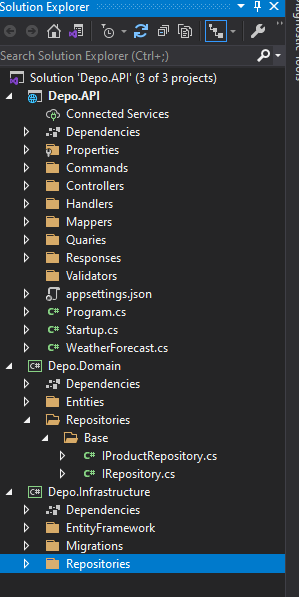 Solution Explorer
Search Solution Explorer (Ctrl+;)
Solution 'Depo.API' (3 of 3 projects)
Depo.API
Connected Services
Dependencies
Properties
Commands
Controllers
Handlers
Mappers
Quaries
Responses
Validators
appsettings.json
C# Program.cs
C# Startup.cs
C# WeatherForecast.cs
C# Depo.Domain
Dependencies
Entities
Repositories
Base
C# IProductRepository.cs
C# IRepository.cs
C# Depo.Infrastructure
Dependencies
EntityFramework
Migrations
Repositories